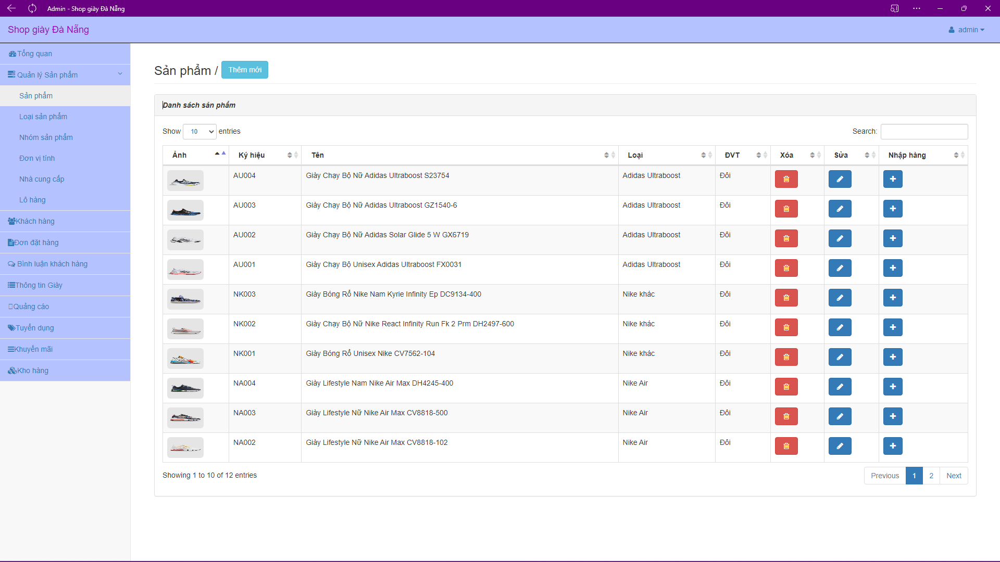 Admin - Shop giày Đà Nẵng
Shop giày Đà Nẵng
admin
Tổng quan
Quản lý Sản phẩm
Sản phẩm
Loại sản phẩm
Nhóm sản phẩm
Đơn vị tính
Nhà cung cấp
Lô hàng
Khách hàng
Đơn đặt hàng
Bình luận khách hàng
Thông tin Giày
Quảng cáo
Tuyển dụng
Khuyến mãi
Kho hàng
Sản phẩm / Thêm mới
Danh sách sản phẩm
Show 10 entries
Search:
Ảnh Ký hiệu Tên Loại ĐVT Xóa Sửa Nhập hàng
AU004 Giày Chạy Bộ Nữ Adidas Ultraboost S23754 Adidas Ultraboost Đôi
AU003 Giày Chạy Bộ Nữ Adidas Ultraboost GZ1540-6 Adidas Ultraboost Đôi
AU002 Giày Chạy Bộ Nữ Adidas Solar Glide 5 W GX6719 Adidas Ultraboost Đôi
AU001 Giày Chạy Bộ Unisex Adidas Ultraboost FX0031 Adidas Ultraboost Đôi
NK003 Giày Bóng Rổ Nike Nam Kyrie Infinity Ep DC9134-400 Nike khác Đôi
NK002 Giày Chạy Bộ Nữ Nike React Infinity Run Fk 2 Prm DH2497-600 Nike khác Đôi
NK001 Giày Bóng Rổ Unisex Nike CV7562-104 Nike khác Đôi
NA004 Giày Lifestyle Nam Nike Air Max DH4245-400 Nike Air Đôi
NA003 Giày Lifestyle Nữ Nike Air Max CV8818-500 Nike Air Đôi
NA002 Giày Lifestyle Nữ Nike Air Max CV8818-102 Nike Air Đôi
Showing 1 to 10 of 12 entries
Previous 1 2 Next